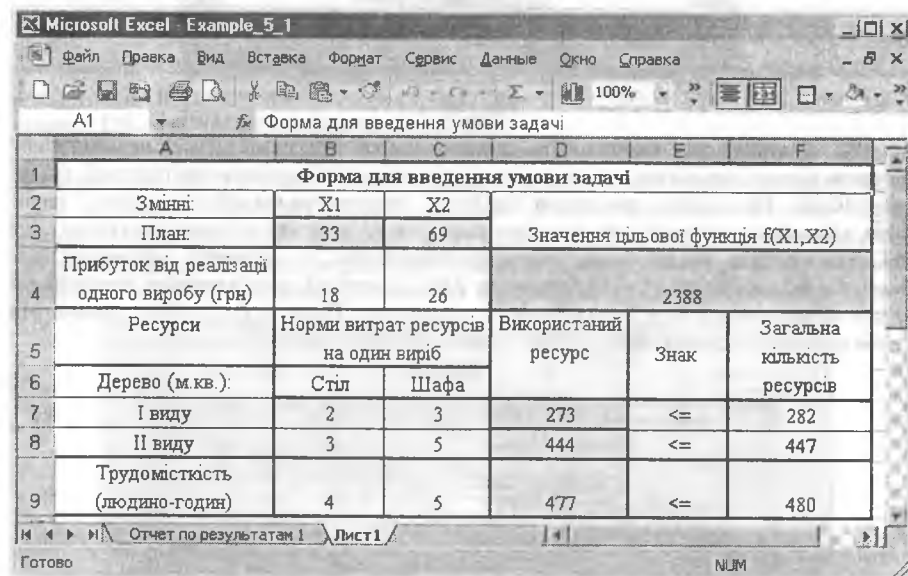 Microsoft Excel - Example_5_1
Файл Правка Вид Вставка Формат Сервис Данные Окно Справка
100%
A1 fx Форма для введення умови задачі
A B C D E F
1 Форма для введення умови задачі
2 Змінні: X1 X2
3 План: 33 69 Значення цільової функція f(X1,X2)
Прибуток від реалізації
4 одного виробу (грн) 18 26 2388
Ресурси Норми витрат ресурсів Використаний Загальна
5 на один виріб ресурс Знак кількість
6 Дерево (м.кв.): Стіл Шафа ресурсів
7 I виду 2 3 273 <= 282
8 II виду 3 5 444 <= 447
Трудомісткість
9 (людино-годин) 4 5 477 <= 480
Отчет по результатам 1 Лист1
Готово NUM